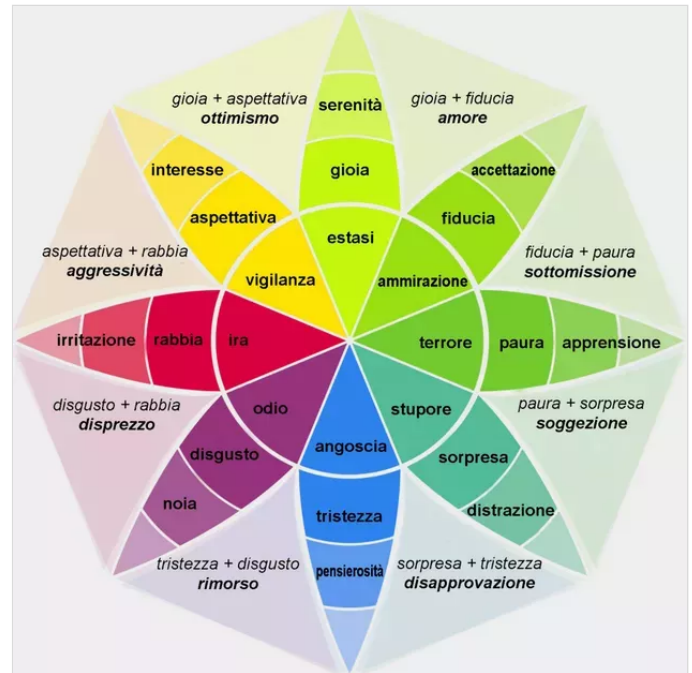 gioia + aspettativa
ottimismo
serenità
gioia + fiducia
amore
interesse
gioia
accettazione
aspettativa
fiducia
estasi
aspettativa + rabbia
aggressività
fiducia + paura
sottomissione
vigilanza
ammirazione
irritazione
rabbia
ira
terrore
paura
apprensione
disgusto + rabbia
disprezzo
odio
stupore
paura + sorpresa
soggezione
angoscia
disgusto
sorpresa
noia
tristezza
distrazione
tristezza + disgusto
rimorso
pensierosità
sorpresa + tristezza
disapprovazione